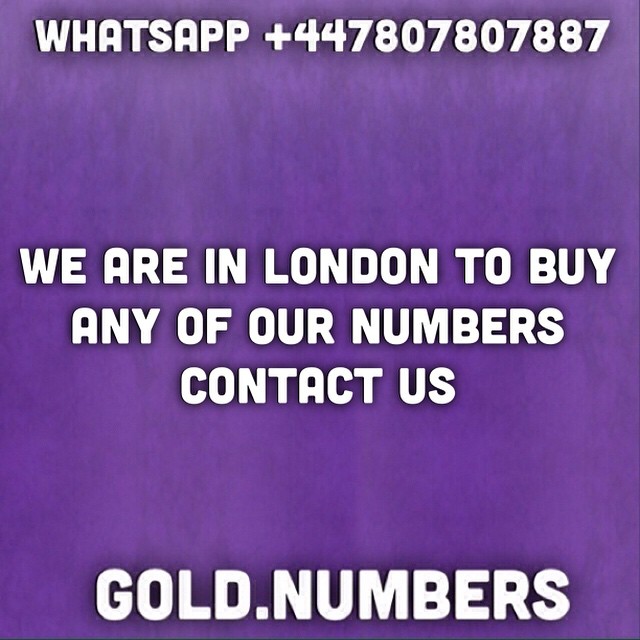 WHATSAPP +447807807887
WE ARE IN LONDON TO BUY
ANY OF OUR NUMBERS
CONTACT US
GOLD.NUMBERS